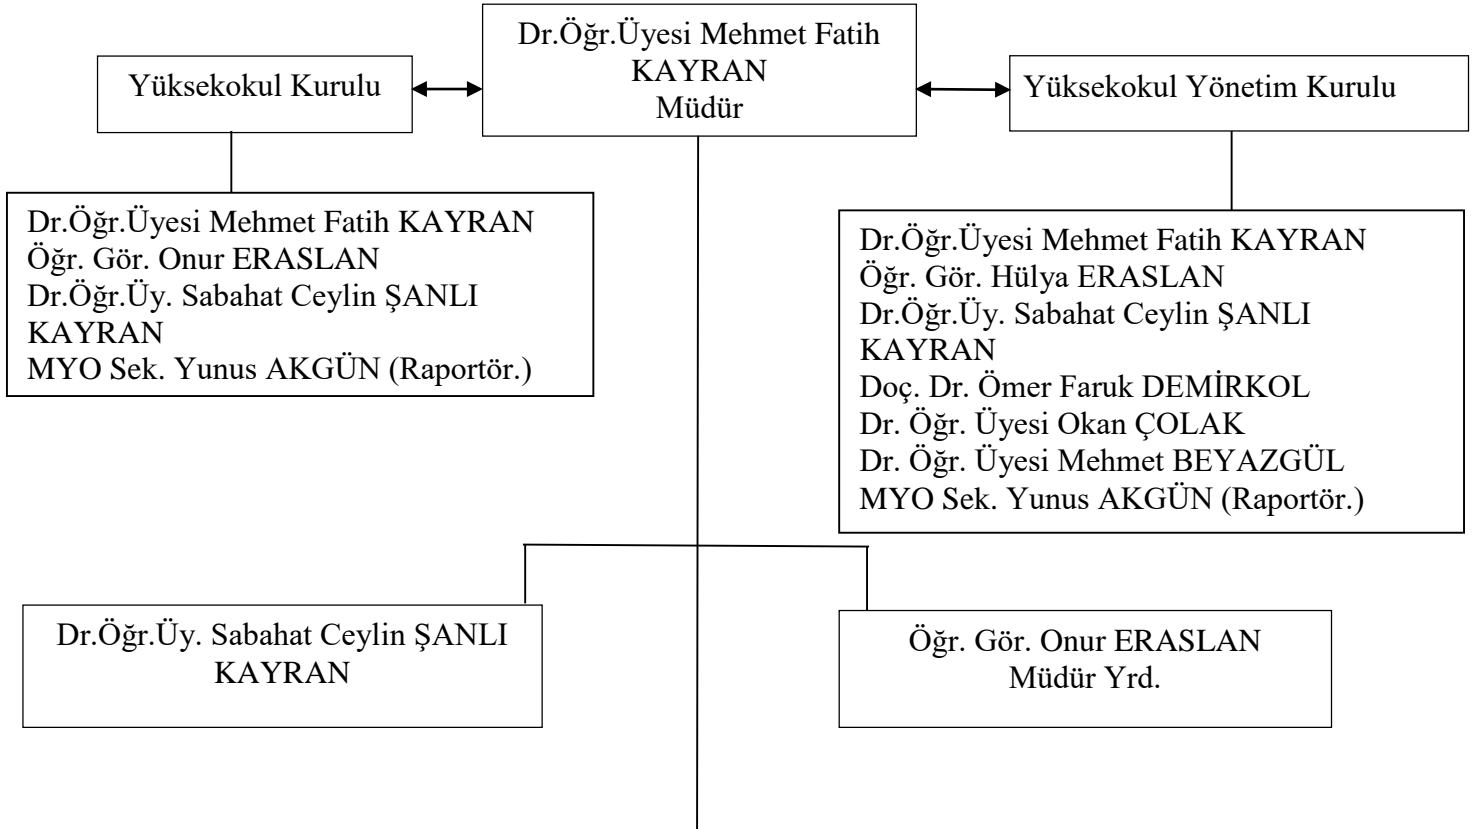 Dr.Öğr.Üyesi Mehmet Fatih
KAYRAN
Müdür
Yüksekokul Kurulu
Yüksekokul Yönetim Kurulu
Dr.Öğr.Üyesi Mehmet Fatih KAYRAN
Öğr. Gör. Onur ERASLAN
Dr.Öğr.Üy. Sabahat Ceylin ŞANLI
KAYRAN
MYO Sek. Yunus AKGÜN (Raportör.)
Dr.Öğr.Üyesi Mehmet Fatih KAYRAN
Öğr. Gör. Hülya ERASLAN
Dr.Öğr.Üy. Sabahat Ceylin ŞANLI
KAYRAN
Doç. Dr. Ömer Faruk DEMİRKOL
Dr. Öğr. Üyesi Okan ÇOLAK
Dr. Öğr. Üyesi Mehmet BEYAZGÜL
MYO Sek. Yunus AKGÜN (Raportör.)
Dr.Öğr.Üy. Sabahat Ceylin ŞANLI
KAYRAN
Öğr. Gör. Onur ERASLAN
Müdür Yrd.